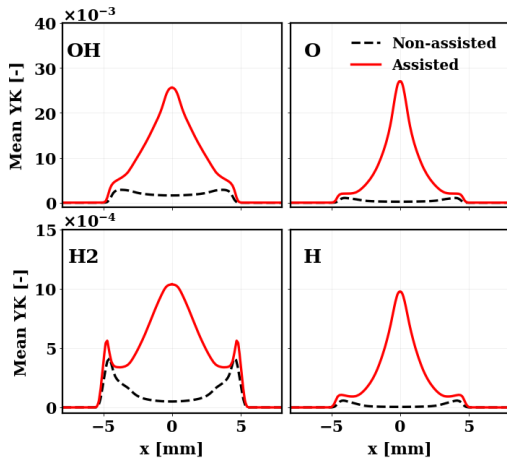 ×10⁻³
40
30
20
10
0
Mean YK [-]
OH
O
Non-assisted
Assisted
×10⁻⁴
15
10
5
0
Mean YK [-]
H2
H
−5 0 5
−5 0 5
x [mm]
x [mm]